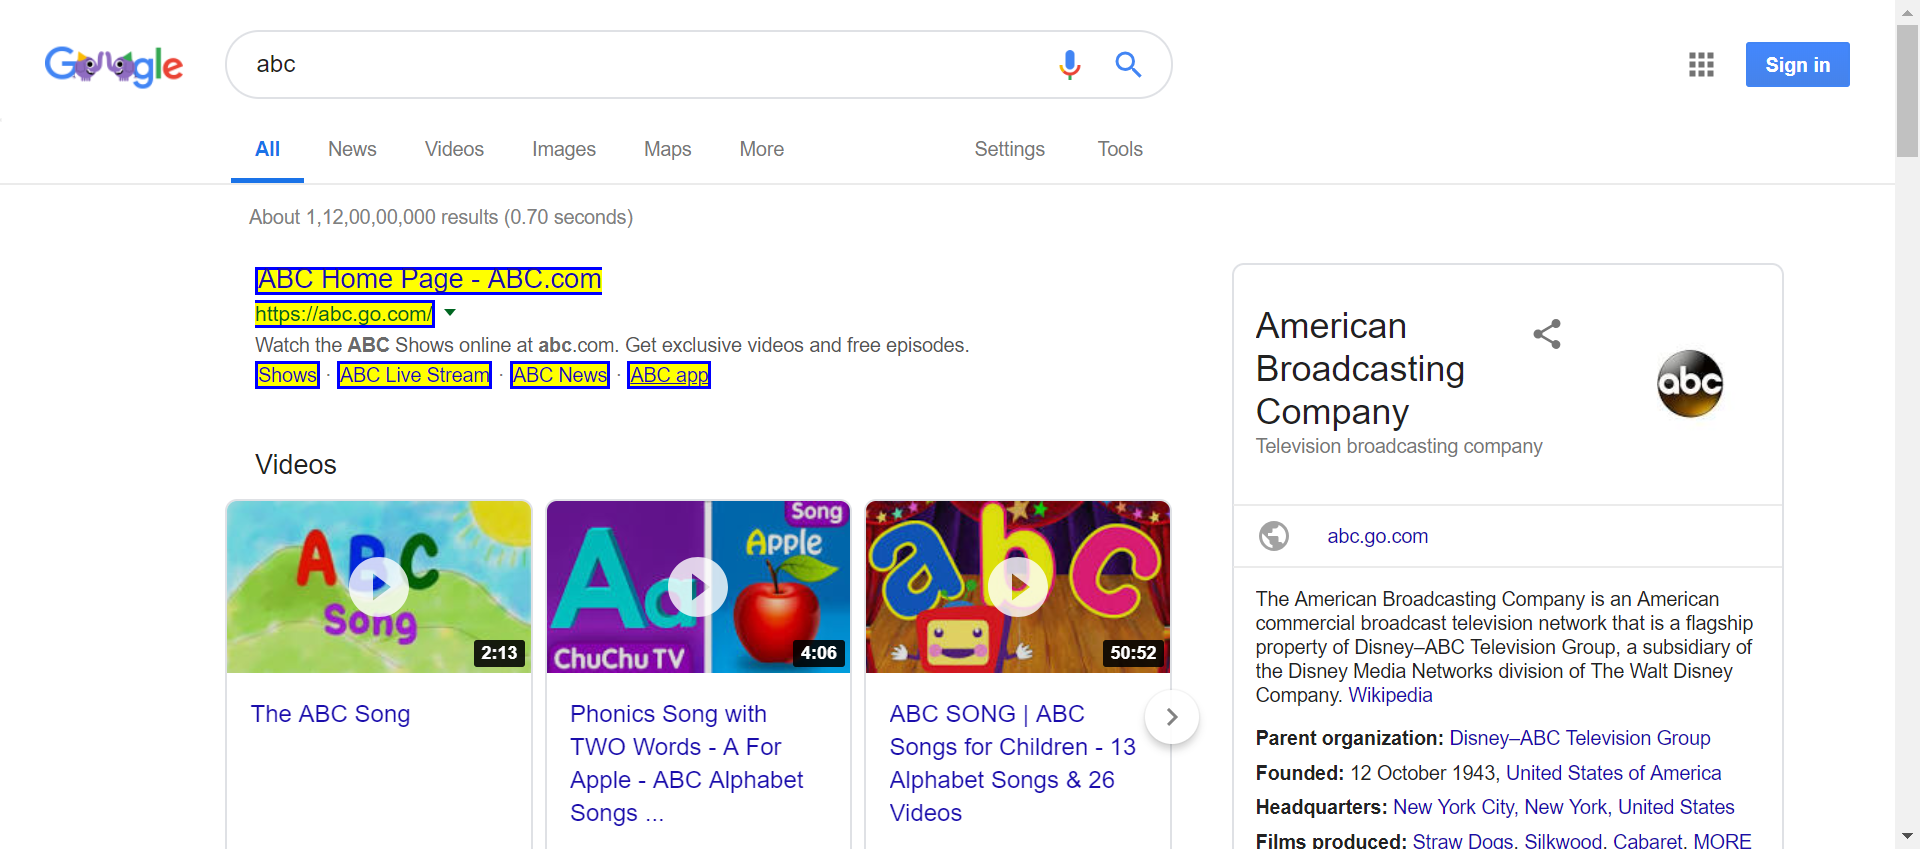 Google
abc
Sign in
All
News
Videos
Images
Maps
More
Settings
Tools
About 1,12,00,00,000 results (0.70 seconds)
ABC Home Page - ABC.com
https://abc.go.com/
Watch the ABC Shows online at abc.com. Get exclusive videos and free episodes.
Shows · ABC Live Stream · ABC News · ABC app
Videos
ABC
Song
2:13
The ABC Song
Song
Aa
Apple
ChuChu TV
4:06
Phonics Song with
TWO Words - A For
Apple - ABC Alphabet
Songs ...
abc
50:52
ABC SONG | ABC
Songs for Children - 13
Alphabet Songs & 26
Videos
American
Broadcasting
Company
Television broadcasting company
abc
abc.go.com
The American Broadcasting Company is an American
commercial broadcast television network that is a flagship
property of Disney–ABC Television Group, a subsidiary of
the Disney Media Networks division of The Walt Disney
Company. Wikipedia
Parent organization: Disney–ABC Television Group
Founded: 12 October 1943, United States of America
Headquarters: New York City, New York, United States
Films produced: Straw Dogs, Silkwood, Cabaret, MORE